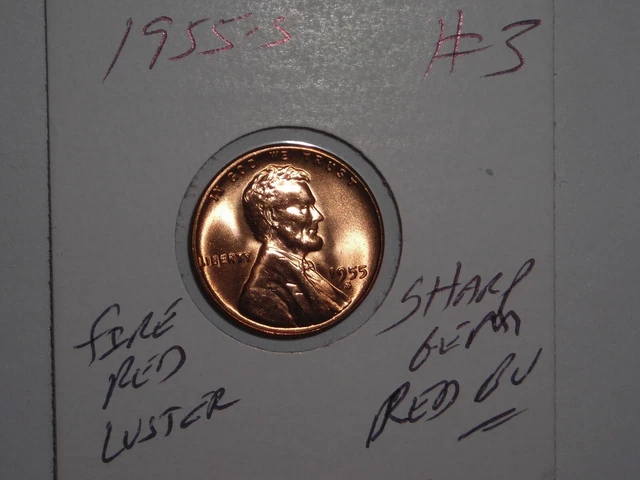 1955-S #3
IN GOD WE TRUST
LIBERTY
1955
S
FIRE
RED
LUSTER
SHARP
GEM
RED BU